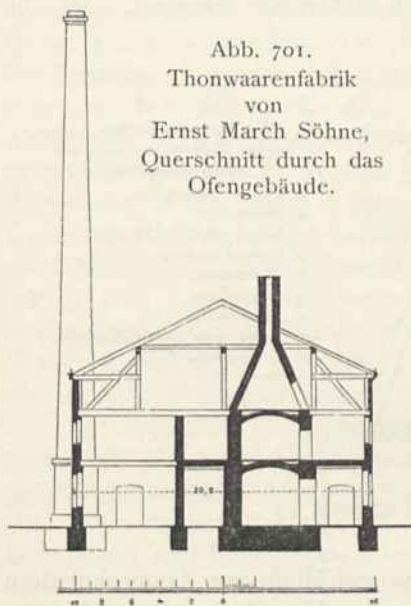 Abb. 701.
Thonwaarenfabrik
von
Ernst March Söhne,
Querschnitt durch das
Ofengebäude.